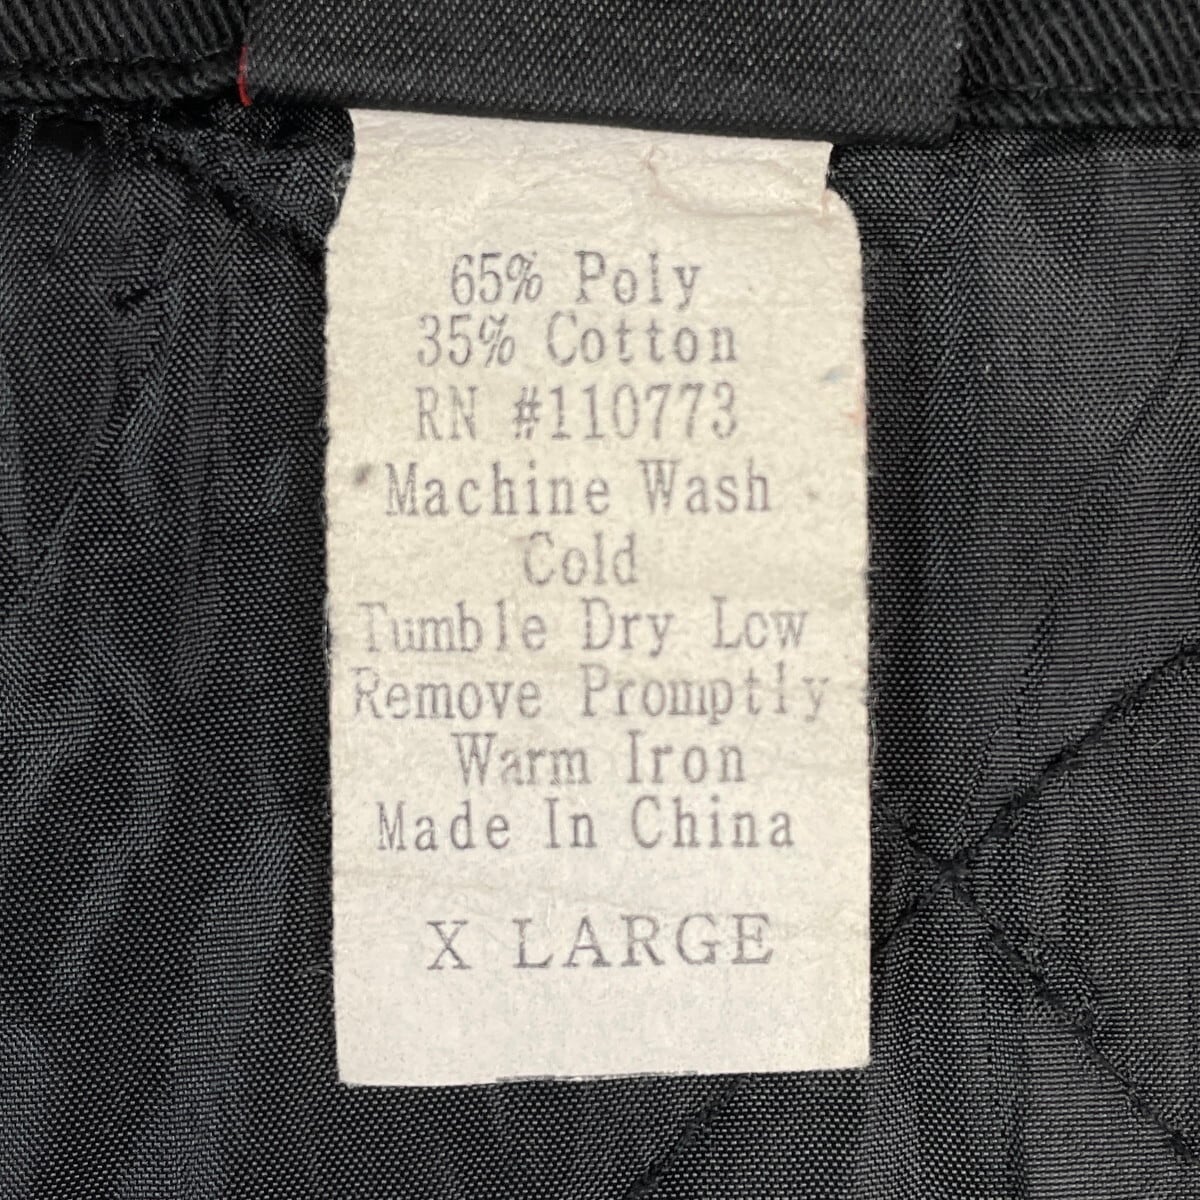 65% Poly
35% Cotton
RN #110773
Machine Wash
Cold
Tumble Dry Low
Remove Promptly
Warm Iron
Made In China
X LARGE